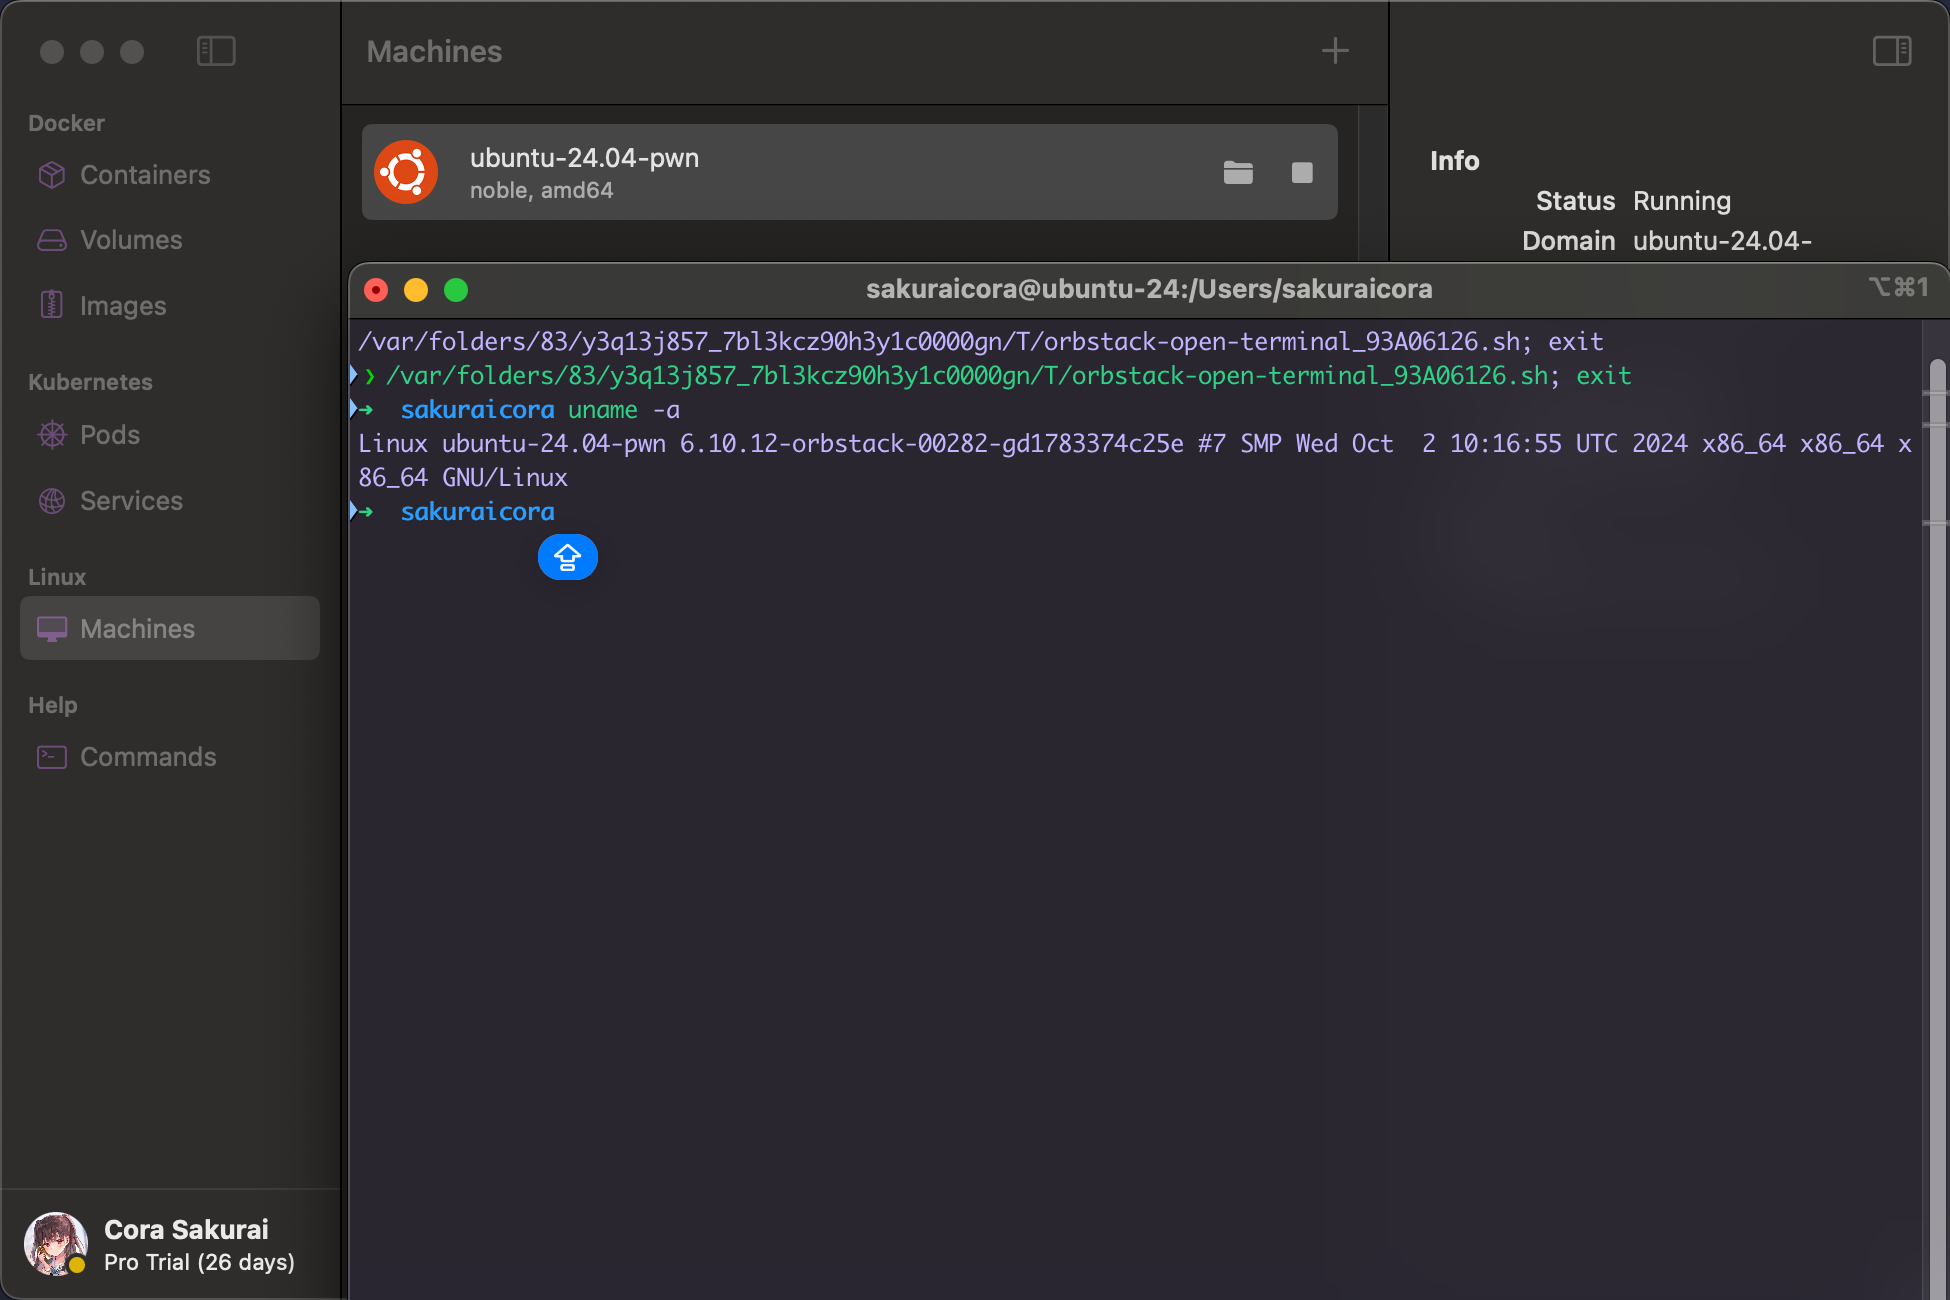 Machines
Docker
Containers
Volumes
Images
Kubernetes
Pods
Services
Linux
Machines
Help
Commands
Cora Sakurai
Pro Trial (26 days)
ubuntu-24.04-pwn
noble, amd64
Info
Status Running
Domain ubuntu-24.04-
sakuraicora@ubuntu-24:/Users/sakuraicora
⌥⌘1
/var/folders/83/y3q13j857_7bl3kcz90h3y1c0000gn/T/orbstack-open-terminal_93A06126.sh; exit
❯ /var/folders/83/y3q13j857_7bl3kcz90h3y1c0000gn/T/orbstack-open-terminal_93A06126.sh; exit
→ sakuraicora uname -a
Linux ubuntu-24.04-pwn 6.10.12-orbstack-00282-gd1783374c25e #7 SMP Wed Oct  2 10:16:55 UTC 2024 x86_64 x86_64 x
86_64 GNU/Linux
→ sakuraicora